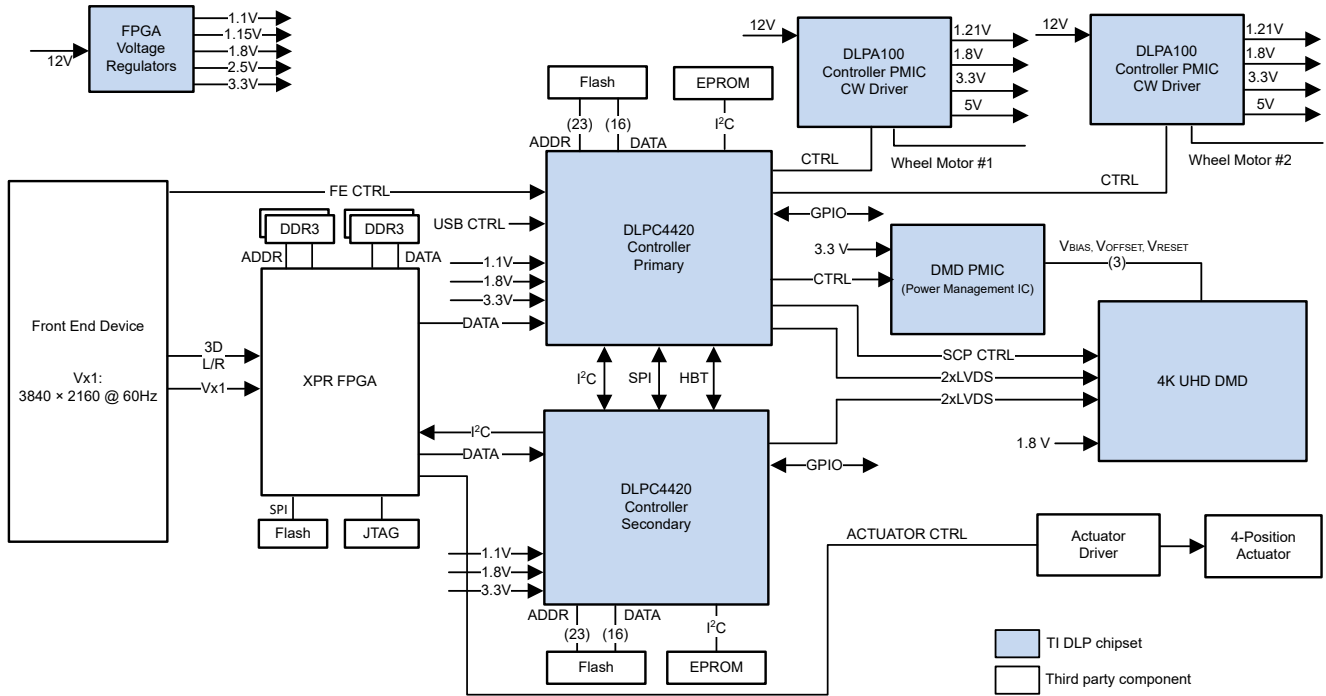 FPGA
Voltage
Regulators
12V
1.1V
1.15V
1.8V
2.5V
3.3V
Flash
(23)
(16)
ADDR
DATA
EPROM
I²C
12V
DLPA100
Controller PMIC
CW Driver
1.21V
1.8V
3.3V
5V
CTRL
Wheel Motor #1
12V
DLPA100
Controller PMIC
CW Driver
1.21V
1.8V
3.3V
5V
CTRL
Wheel Motor #2
Front End Device
Vx1:
3840 × 2160 @ 60Hz
FE CTRL
3D
L/R
Vx1
DDR3
DDR3
ADDR
DATA
XPR FPGA
SPI
Flash
JTAG
USB CTRL
1.1V
1.8V
3.3V
DATA
DLPC4420
Controller
Primary
GPIO
3.3 V
CTRL
DMD PMIC
(Power Management IC)
VBIAS, VOFFSET, VRESET
(3)
SCP CTRL
2xLVDS
2xLVDS
1.8 V
4K UHD DMD
I²C
SPI
HBT
I²C
DATA
DLPC4420
Controller
Secondary
GPIO
1.1V
1.8V
3.3V
ADDR
DATA
(23)
(16)
Flash
I²C
EPROM
ACTUATOR CTRL
Actuator
Driver
4-Position
Actuator
TI DLP chipset
Third party component